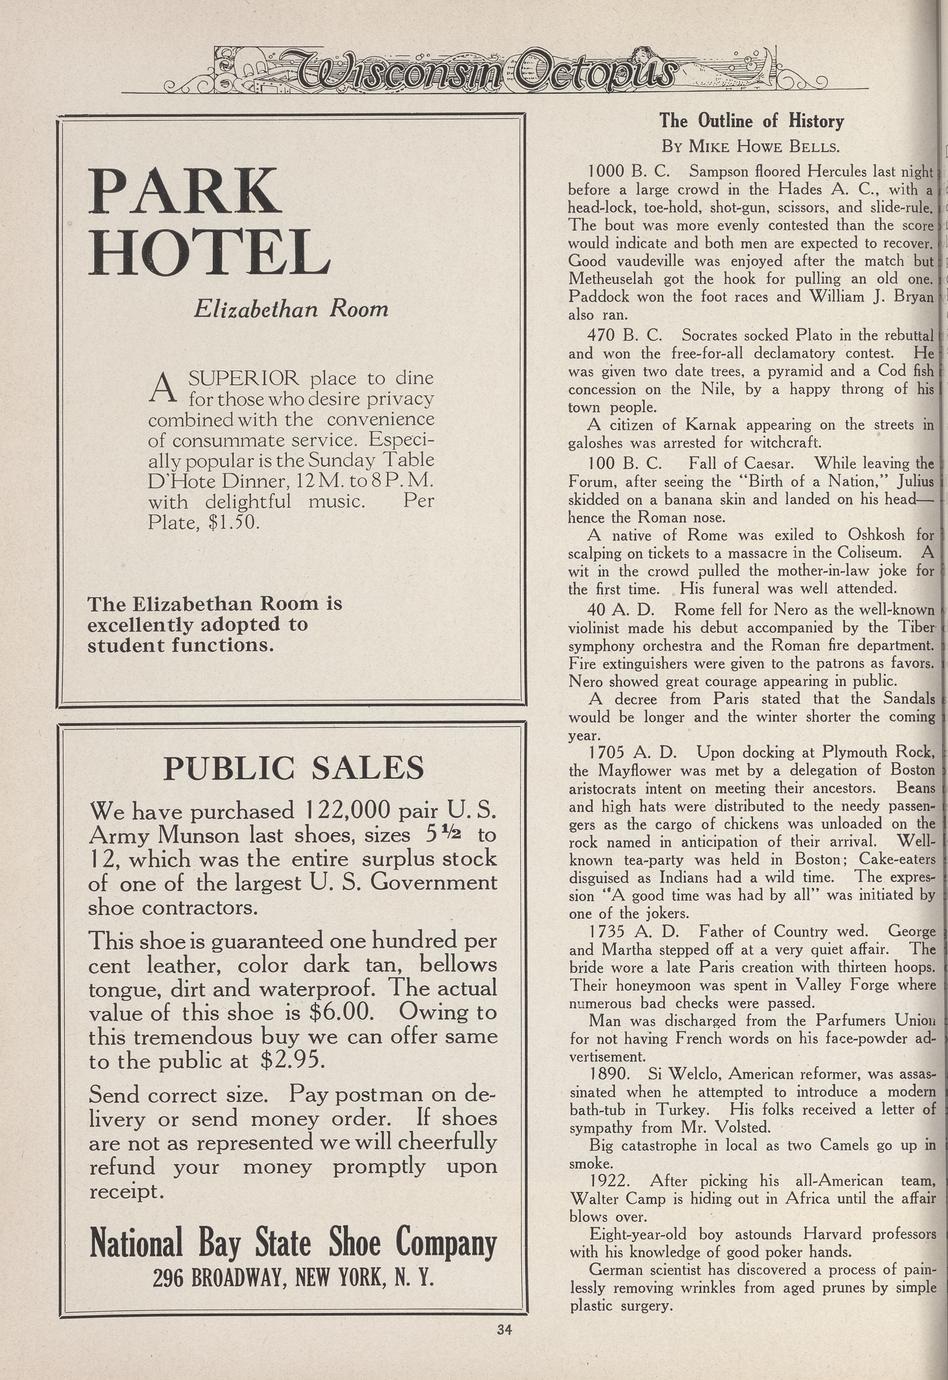 Wisconsin Octopus
PARK
HOTEL
Elizabethan Room
A SUPERIOR place to dine
for those who desire privacy
combined with the convenience
of consummate service. Especi-
ally popular is the Sunday Table
D'Hote Dinner, 12 M. to 8 P. M.
with delightful music. Per
Plate, $1.50.
The Elizabethan Room is
excellently adopted to
student functions.
PUBLIC SALES
We have purchased 122,000 pair U. S.
Army Munson last shoes, sizes 5½ to
12, which was the entire surplus stock
of one of the largest U. S. Government
shoe contractors.
This shoe is guaranteed one hundred per
cent leather, color dark tan, bellows
tongue, dirt and waterproof. The actual
value of this shoe is $6.00. Owing to
this tremendous buy we can offer same
to the public at $2.95.
Send correct size. Pay postman on de-
livery or send money order. If shoes
are not as represented we will cheerfully
refund your money promptly upon
receipt.
National Bay State Shoe Company
296 BROADWAY, NEW YORK, N. Y.
The Outline of History
BY MIKE HOWE BELLS.
1000 B. C. Sampson floored Hercules last night
before a large crowd in the Hades A. C., with a
head-lock, toe-hold, shot-gun, scissors, and slide-rule.
The bout was more evenly contested than the score
would indicate and both men are expected to recover.
Good vaudeville was enjoyed after the match but
Metheuselah got the hook for pulling an old one.
Paddock won the foot races and William J. Bryan
also ran.
470 B. C. Socrates socked Plato in the rebuttal
and won the free-for-all declamatory contest. He
was given two date trees, a pyramid and a Cod fish
concession on the Nile, by a happy throng of his
town people.
A citizen of Karnak appearing on the streets in
galoshes was arrested for witchcraft.
100 B. C. Fall of Caesar. While leaving the
Forum, after seeing the "Birth of a Nation," Julius
skidded on a banana skin and landed on his head—
hence the Roman nose.
A native of Rome was exiled to Oshkosh for
scalping on tickets to a massacre in the Coliseum. A
wit in the crowd pulled the mother-in-law joke for
the first time. His funeral was well attended.
40 A. D. Rome fell for Nero as the well-known
violinist made his debut accompanied by the Tiber
symphony orchestra and the Roman fire department.
Fire extinguishers were given to the patrons as favors.
Nero showed great courage appearing in public.
A decree from Paris stated that the Sandals
would be longer and the winter shorter the coming
year.
1705 A. D. Upon docking at Plymouth Rock,
the Mayflower was met by a delegation of Boston
aristocrats intent on meeting their ancestors. Beans
and high hats were distributed to the needy passen-
gers as the cargo of chickens was unloaded on the
rock named in anticipation of their arrival. Well-
known tea-party was held in Boston; Cake-eaters
disguised as Indians had a wild time. The expres-
sion "A good time was had by all" was initiated by
one of the jokers.
1735 A. D. Father of Country wed. George
and Martha stepped off at a very quiet affair. The
bride wore a late Paris creation with thirteen hoops.
Their honeymoon was spent in Valley Forge where
numerous bad checks were passed.
Man was discharged from the Parfumers Union
for not having French words on his face-powder ad-
vertisement.
1890. Si Welclo, American reformer, was assas-
sinated when he attempted to introduce a modern
bath-tub in Turkey. His folks received a letter of
sympathy from Mr. Volsted.
Big catastrophe in local as two Camels go up in
smoke.
1922. After picking his all-American team,
Walter Camp is hiding out in Africa until the affair
blows over.
Eight-year-old boy astounds Harvard professors
with his knowledge of good poker hands.
German scientist has discovered a process of pain-
lessly removing wrinkles from aged prunes by simple
plastic surgery.
34